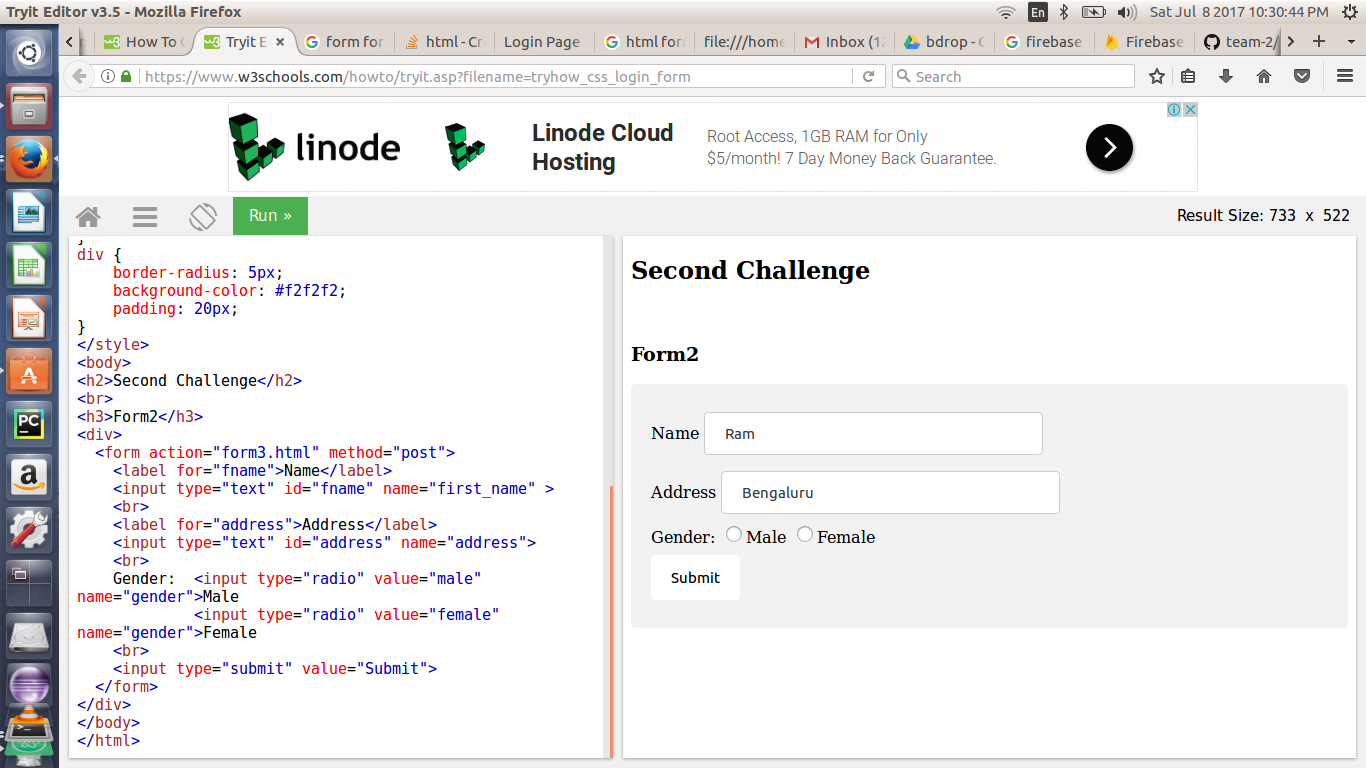 Tryit Editor v3.5 - Mozilla Firefox
En
Sat Jul 8 2017 10:30:44 PM
How To C
Tryit E
form for
html - Cr
Login Page
html for
file:///home
Inbox (12
bdrop - G
firebase
Firebase
team-2/
https://www.w3schools.com/howto/tryit.asp?filename=tryhow_css_login_form
Search
linode
Linode Cloud
Hosting
Root Access, 1GB RAM for Only
$5/month! 7 Day Money Back Guarantee.
Run »
Result Size: 733 x 522
}
div {
    border-radius: 5px;
    background-color: #f2f2f2;
    padding: 20px;
}
</style>
<body>
<h2>Second Challenge</h2>
<br>
<h3>Form2</h3>
<div>
  <form action="form3.html" method="post">
    <label for="fname">Name</label>
    <input type="text" id="fname" name="first_name" >
    <br>
    <label for="address">Address</label>
    <input type="text" id="address" name="address">
    <br>
    Gender:  <input type="radio" value="male"
name="gender">Male
             <input type="radio" value="female"
name="gender">Female
    <br>
    <input type="submit" value="Submit">
  </form>
</div>
</body>
</html>
Second Challenge
Form2
Name Ram
Address Bengaluru
Gender: Male Female
Submit
PC
a